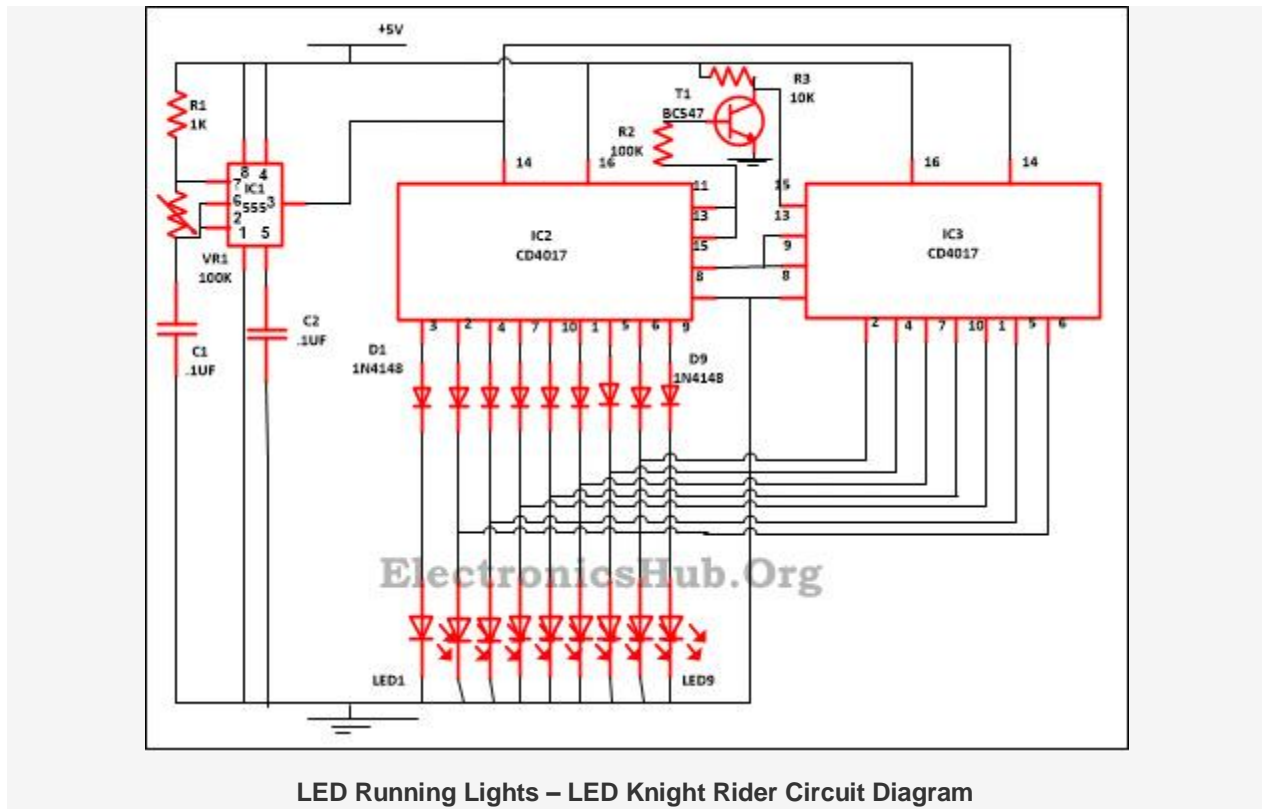 +5V
R1
1K
8 4
7 IC1
6 555 3
2
1 5
VR1
100K
C1
.1UF
C2
.1UF
T1
BC547
R3
10K
R2
100K
14
16
11
13
15
8
IC2
CD4017
3 2 4 7 10 1 5 6 9
16
14
15
13
9
8
IC3
CD4017
2 4 7 10 1 5 6
D1
1N4148
D9
1N4148
ElectronicsHub.Org
LED1
LED9
LED Running Lights – LED Knight Rider Circuit Diagram